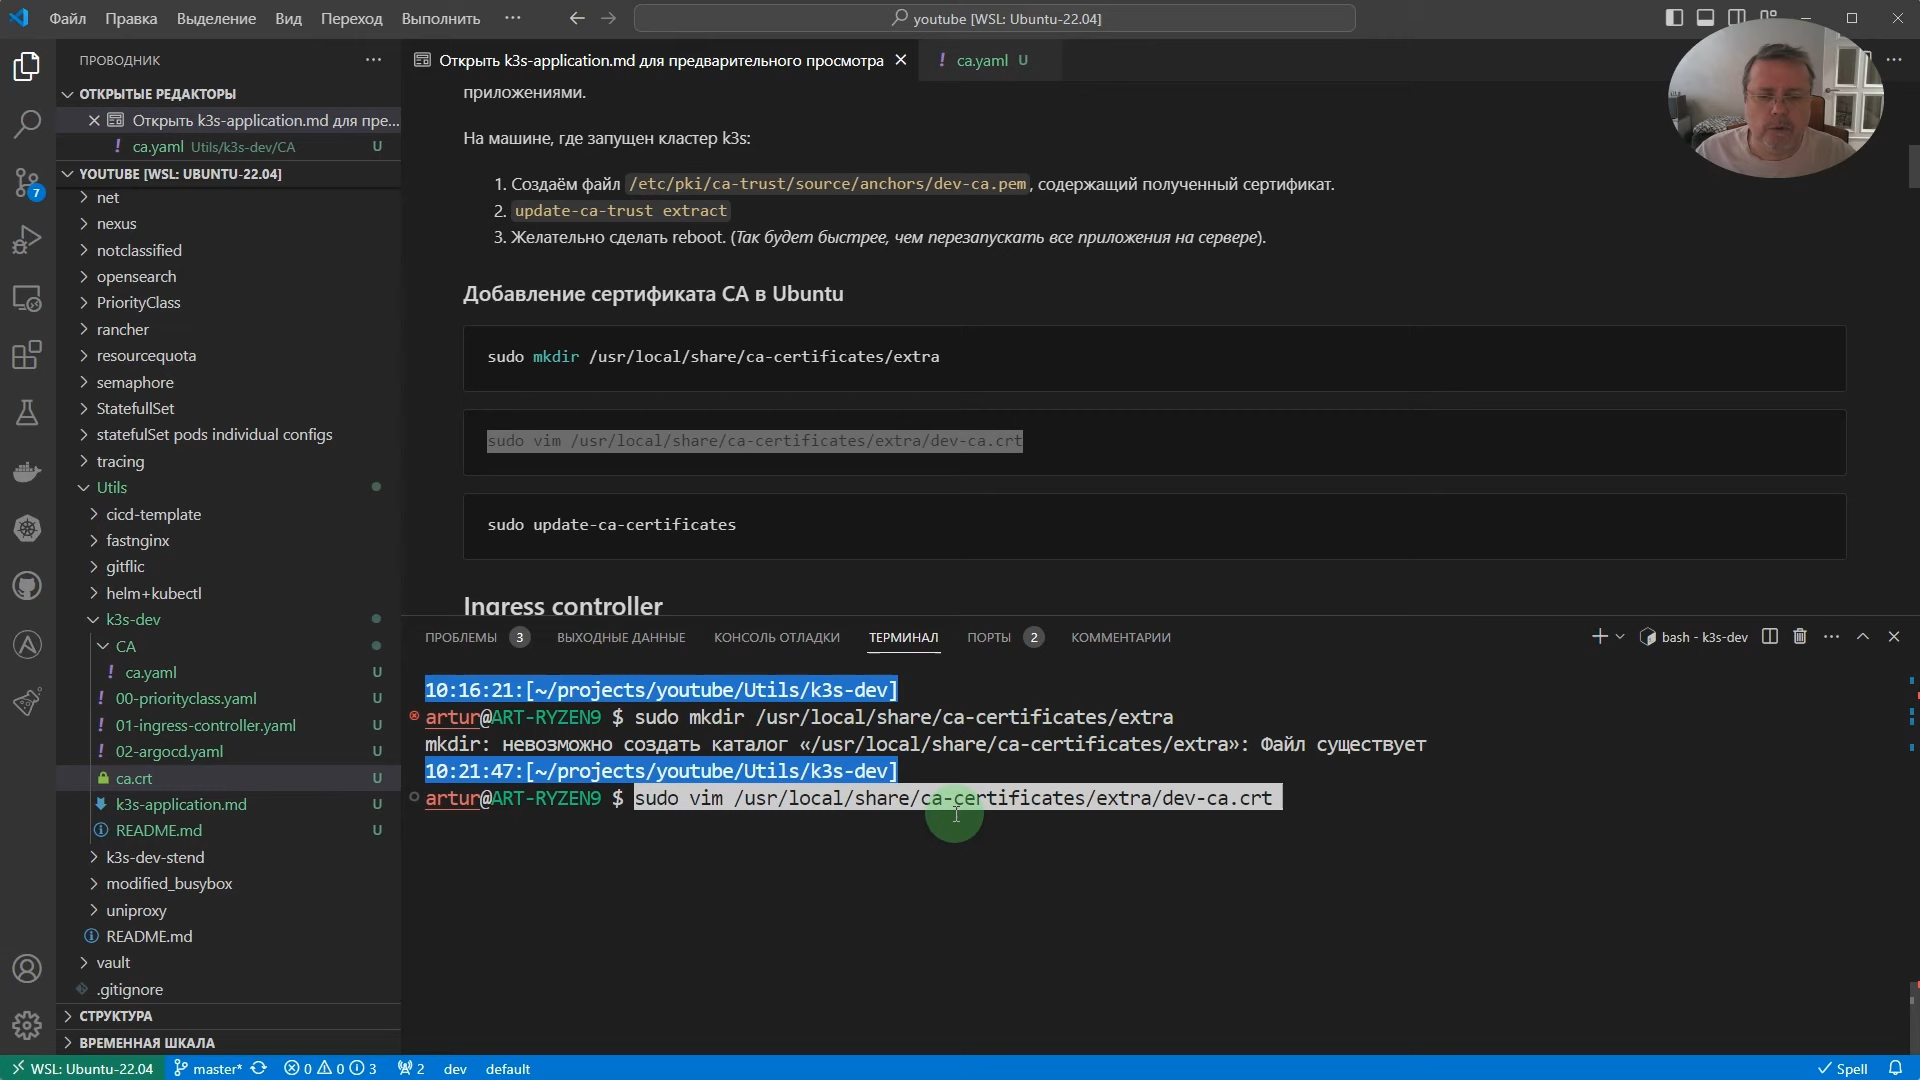 Файл Правка Выделение Вид Переход Выполнить ··· youtube [WSL: Ubuntu-22.04]
ПРОВОДНИК
ОТКРЫТЫЕ РЕДАКТОРЫ
Открыть k3s-application.md для пре...
! ca.yaml Utils/k3s-dev/CA U
YOUTUBE [WSL: UBUNTU-22.04]
net
nexus
notclassified
opensearch
PriorityClass
rancher
resourcequota
semaphore
StatefullSet
statefulSet pods individual configs
tracing
Utils
cicd-template
fastnginx
gitflic
helm+kubectl
k3s-dev
CA
! ca.yaml U
! 00-priorityclass.yaml U
! 01-ingress-controller.yaml U
! 02-argocd.yaml U
ca.crt U
k3s-application.md U
README.md U
k3s-dev-stend
modified_busybox
uniproxy
README.md
vault
.gitignore
СТРУКТУРА
ВРЕМЕННАЯ ШКАЛА
7
Открыть k3s-application.md для предварительного просмотра
! ca.yaml U
приложениями.
На машине, где запущен кластер k3s:
1. Создаём файл /etc/pki/ca-trust/source/anchors/dev-ca.pem, содержащий полученный сертификат.
2. update-ca-trust extract
3. Желательно сделать reboot. (Так будет быстрее, чем перезапускать все приложения на сервере).
Добавление сертификата CA в Ubuntu
sudo mkdir /usr/local/share/ca-certificates/extra
sudo vim /usr/local/share/ca-certificates/extra/dev-ca.crt
sudo update-ca-certificates
Ingress controller
ПРОБЛЕМЫ 3 ВЫХОДНЫЕ ДАННЫЕ КОНСОЛЬ ОТЛАДКИ ТЕРМИНАЛ ПОРТЫ 2 КОММЕНТАРИИ bash - k3s-dev
10:16:21:[~/projects/youtube/Utils/k3s-dev]
artur@ART-RYZEN9 $ sudo mkdir /usr/local/share/ca-certificates/extra
mkdir: невозможно создать каталог «/usr/local/share/ca-certificates/extra»: Файл существует
10:21:47:[~/projects/youtube/Utils/k3s-dev]
artur@ART-RYZEN9 $ sudo vim /usr/local/share/ca-certificates/extra/dev-ca.crt
WSL: Ubuntu-22.04 master* 0 0 3 2 dev default Spell